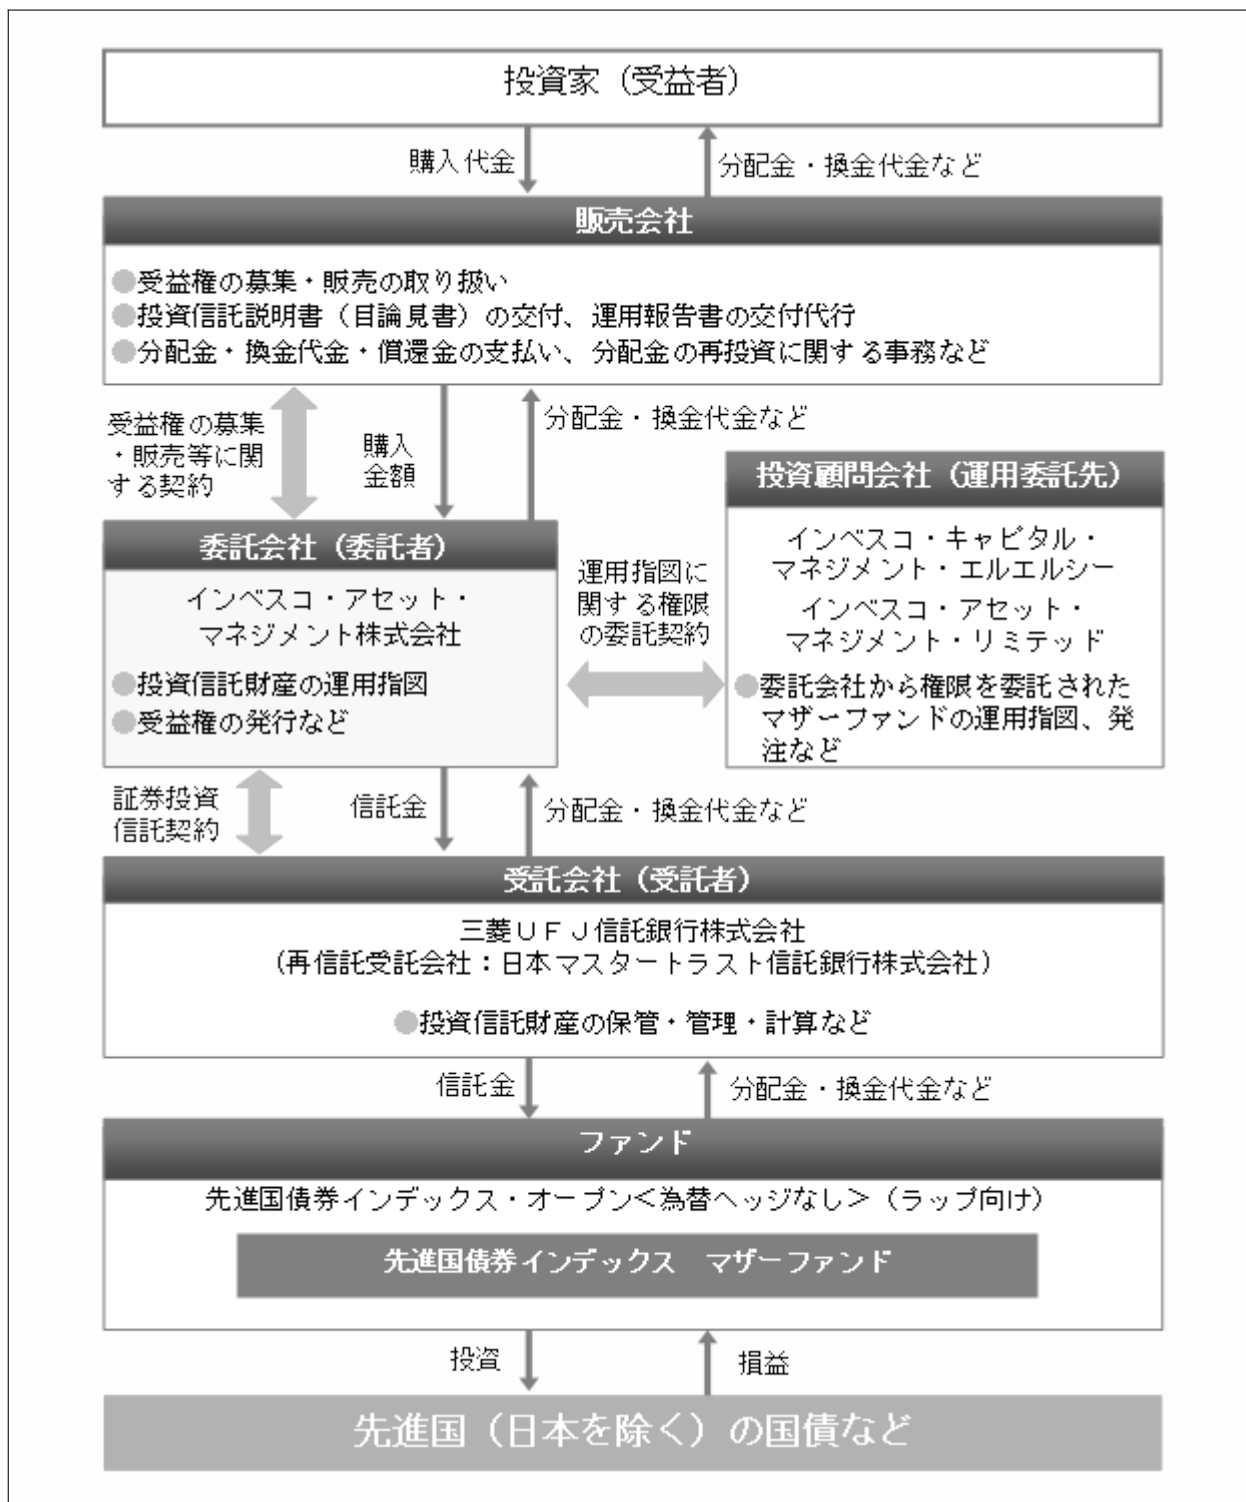 投資家（受益者）
購入代金
分配金・換金代金など
販売会社
●受益権の募集・販売の取り扱い
●投資信託説明書（目論見書）の交付、運用報告書の交付代行
●分配金・換金代金・償還金の支払い、分配金の再投資に関する事務など
受益権の募集
・販売等に関
する契約
購入
金額
分配金・換金代金など
投資顧問会社（運用委託先）
インベスコ・キャピタル・
マネジメント・エルエルシー
インベスコ・アセット・
マネジメント・リミテッド
●委託会社から権限を委託された
マザーファンドの運用指図、発
注など
委託会社（委託者）
インベスコ・アセット・
マネジメント株式会社
●投資信託財産の運用指図
●受益権の発行など
運用指図に
関する権限
の委託契約
証券投資
信託契約
信託金
分配金・換金代金など
受託会社（受託者）
三菱ＵＦＪ信託銀行株式会社
（再信託受託会社：日本マスタートラスト信託銀行株式会社）
●投資信託財産の保管・管理・計算など
信託金
分配金・換金代金など
ファンド
先進国債券インデックス・オープン＜為替ヘッジなし＞（ラップ向け）
先進国債券インデックス　マザーファンド
投資
損益
先進国（日本を除く）の国債など